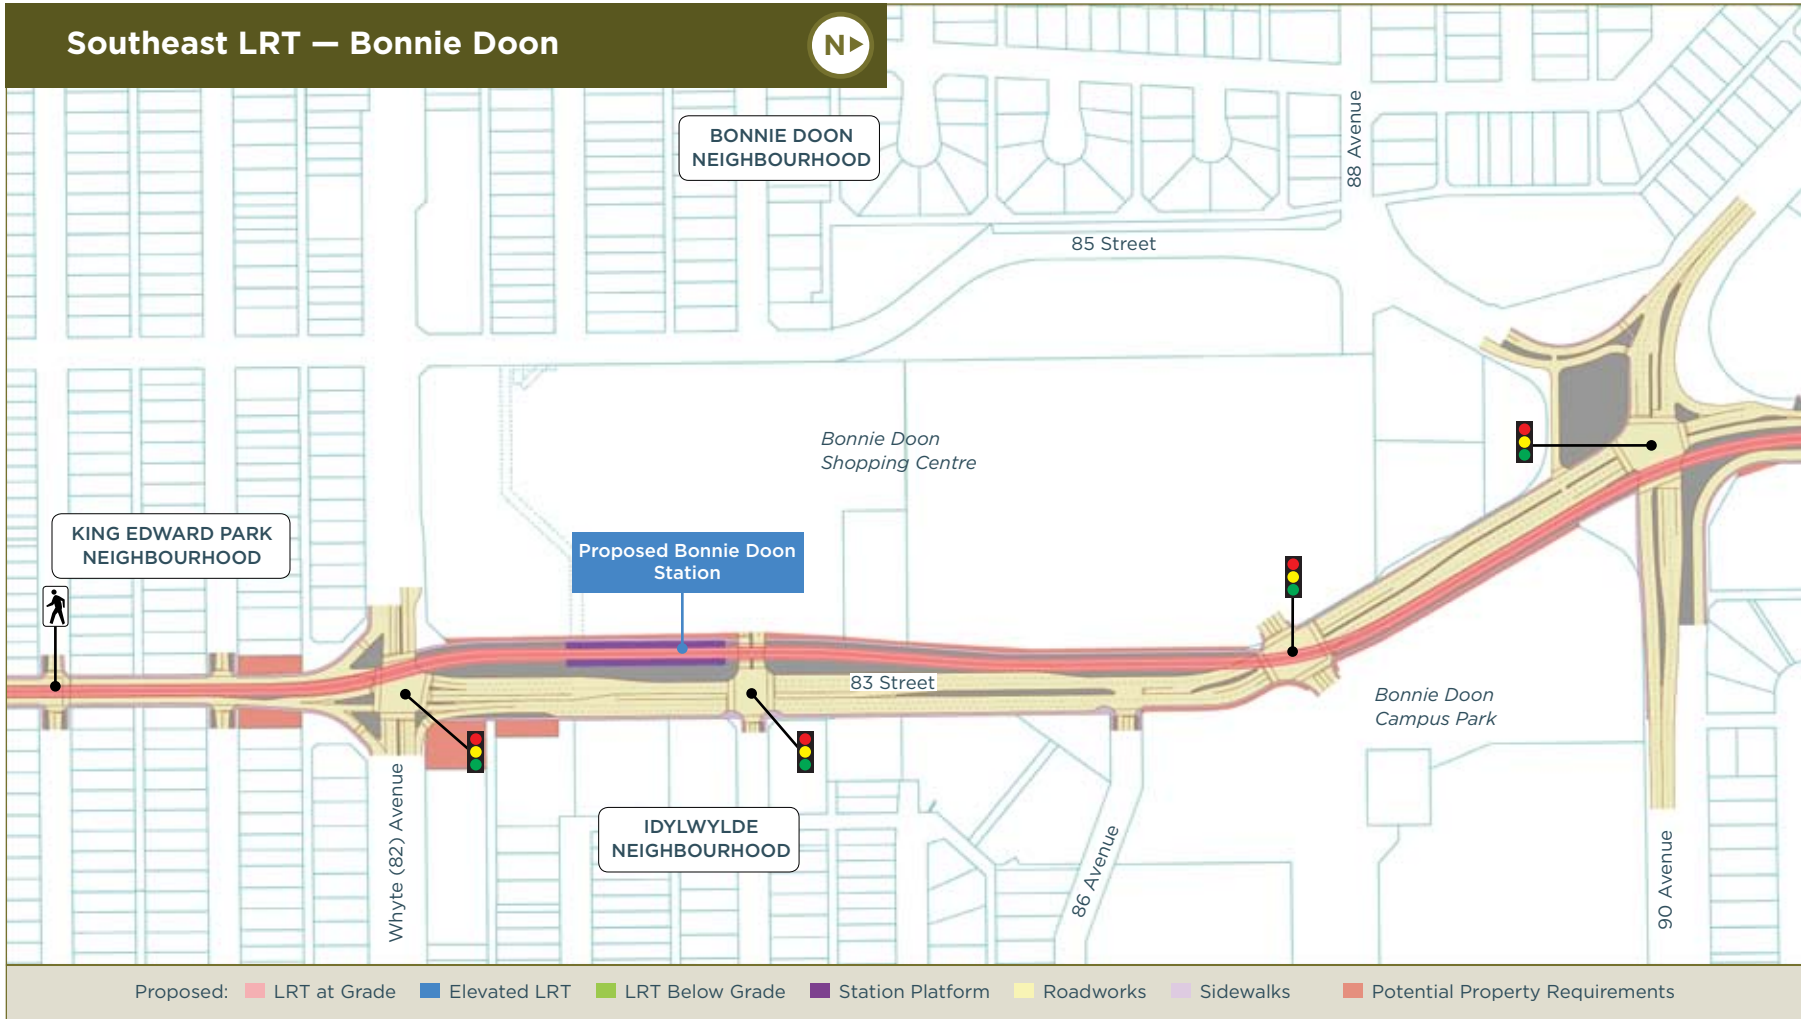 Southeast LRT — Bonnie Doon
N
BONNIE DOON
NEIGHBOURHOOD
88 Avenue
85 Street
Bonnie Doon
Shopping Centre
KING EDWARD PARK
NEIGHBOURHOOD
Proposed Bonnie Doon
Station
83 Street
Bonnie Doon
Campus Park
IDYLWYLDE
NEIGHBOURHOOD
Whyte (82) Avenue
86 Avenue
90 Avenue
Proposed: LRT at Grade Elevated LRT LRT Below Grade Station Platform Roadworks Sidewalks Potential Property Requirements